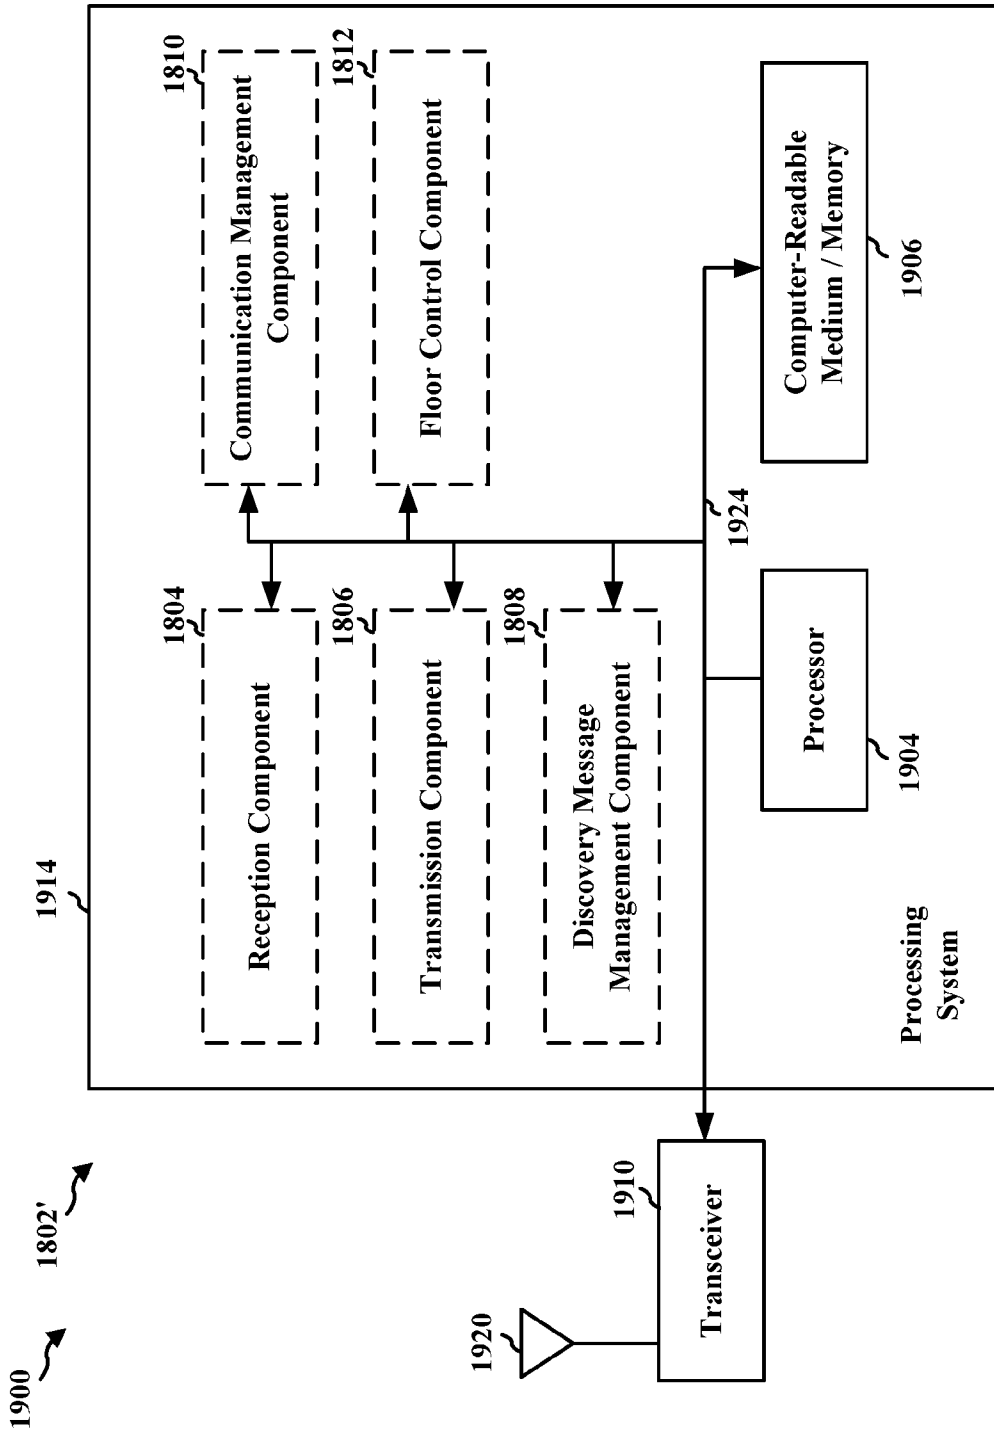 1900
1802'
1914
1804
Reception Component
1806
Transmission Component
1808
Discovery Message
Management Component
1810
Communication Management
Component
1812
Floor Control Component
1920
1910
Transceiver
1924
Processor
1904
Computer-Readable
Medium / Memory
1906
Processing
System